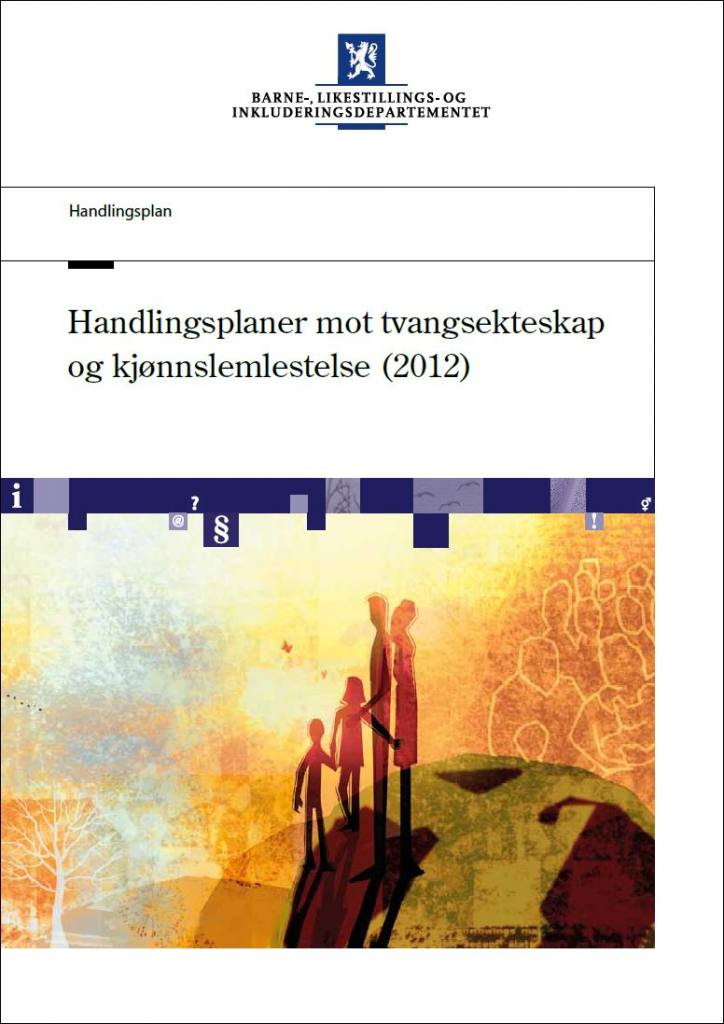 BARNE-, LIKESTILLINGS- OG
INKLUDERINGSDEPARTEMENTET
Handlingsplan
Handlingsplaner mot tvangsekteskap
og kjønnslemlestelse (2012)
i
?
@
§
!
⚥